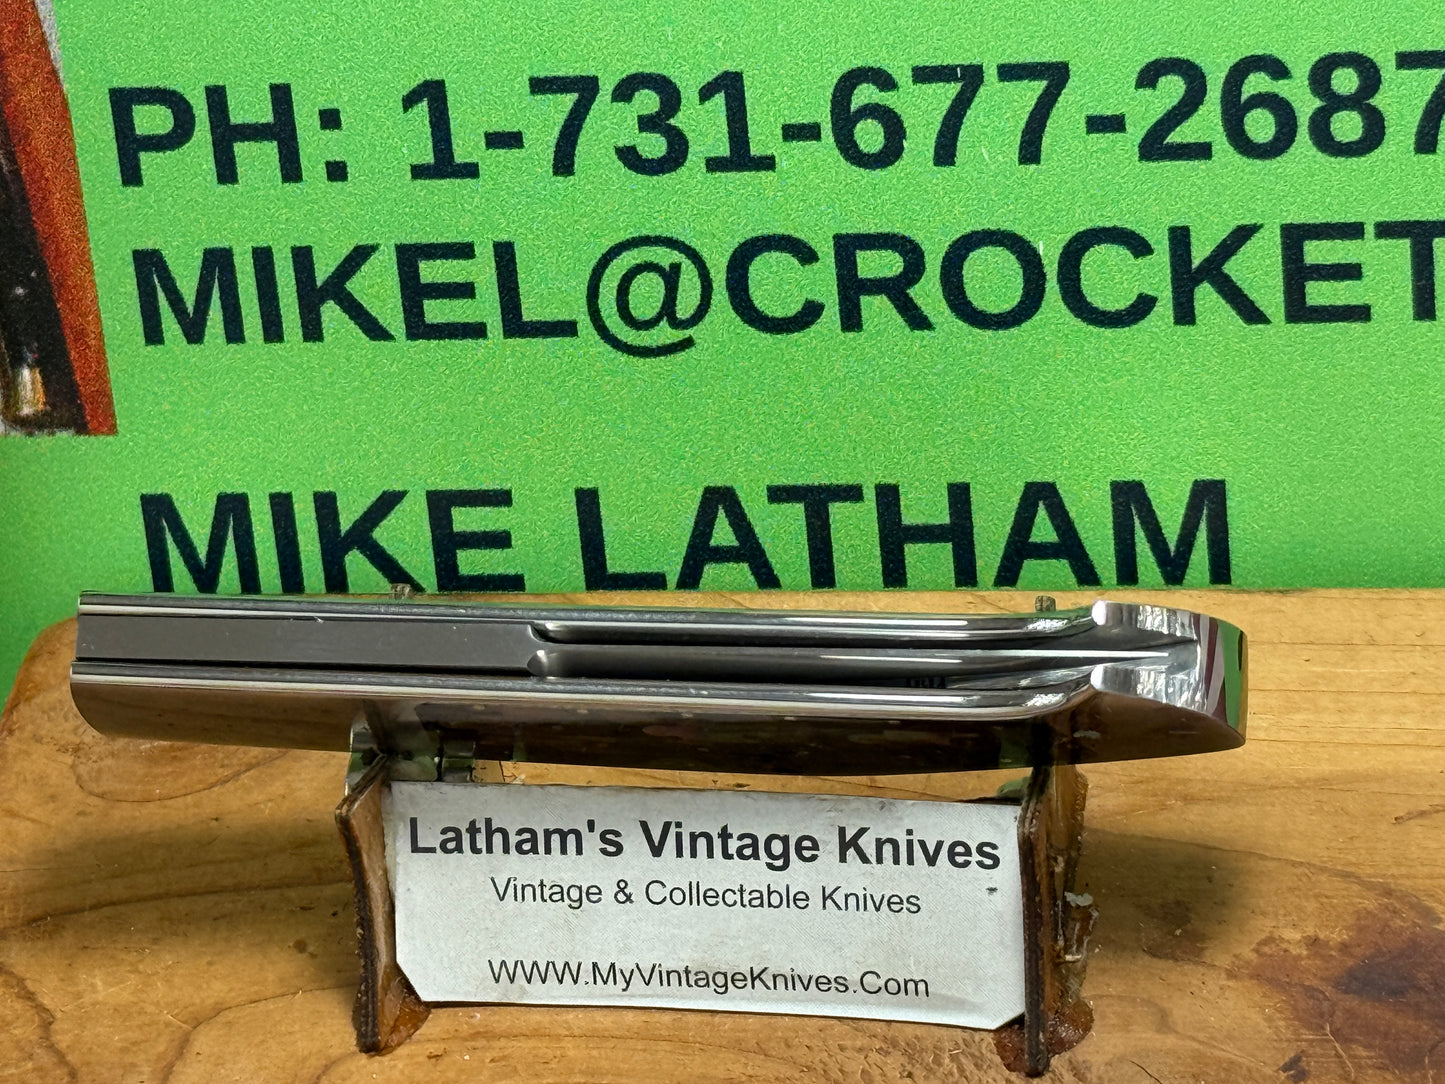 PH: 1-731-677-2687
MIKEL@CROCKET
MIKE LATHAM
Latham's Vintage Knives
Vintage & Collectable Knives
WWW.MyVintageKnives.Com